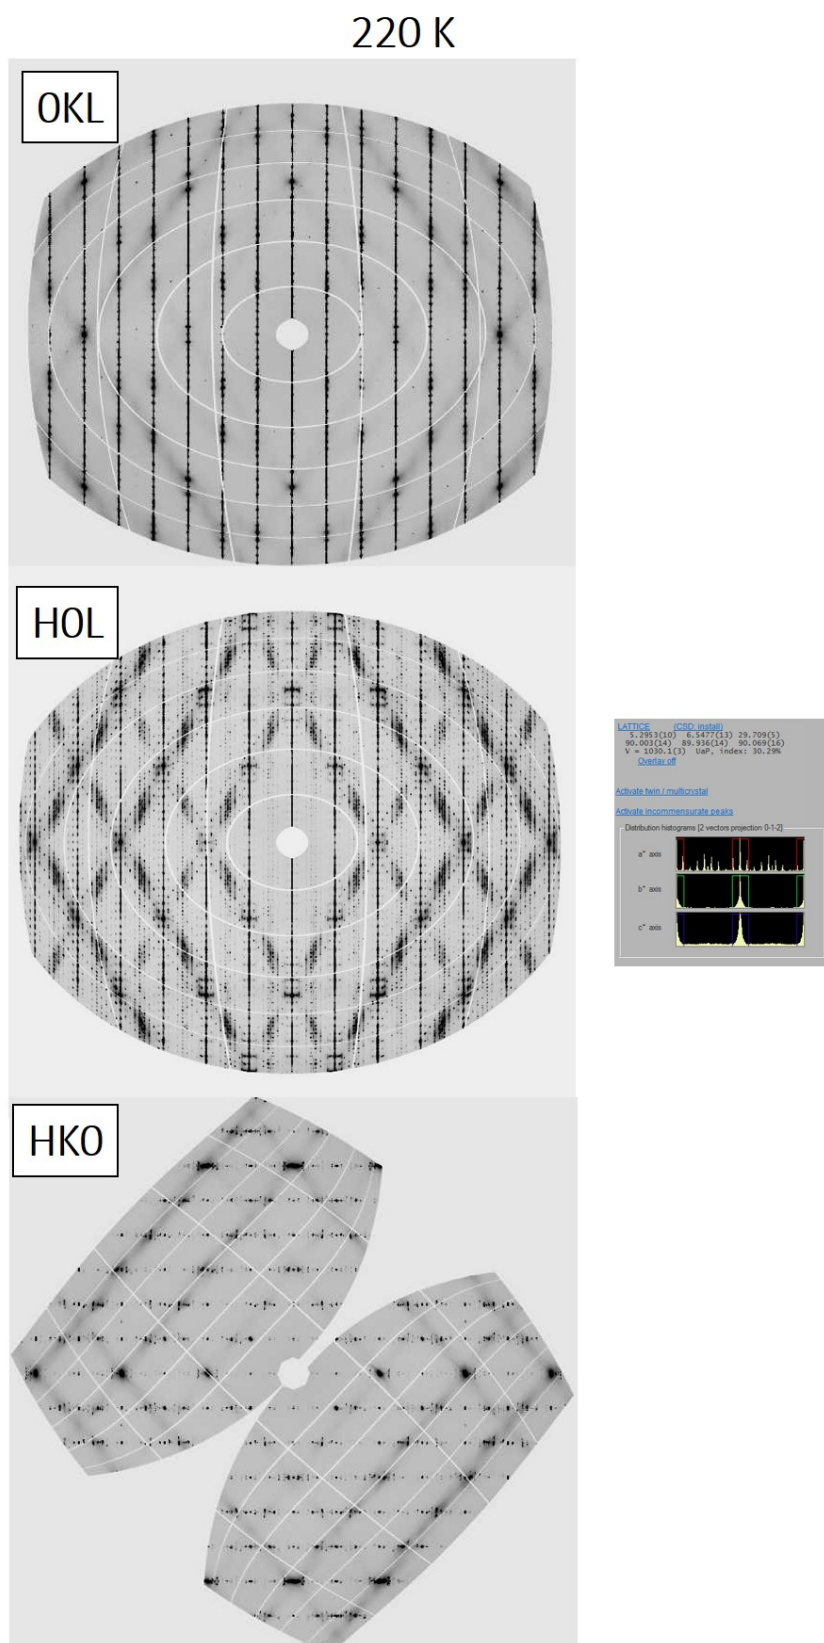 220 K
0KL
H0L
LATTICE (CSD: install)
5.2953(10) 6.5477(13) 29.709(5)
90.003(14) 89.936(14) 90.069(16)
V = 1030.1(3) UaP, index: 30.29%
Overlay off
Activate twin / multicrystal
Activate incommensurate peaks
Distribution histograms [2 vectors projection 0-1-2]
a* axis
b* axis
c* axis
HK0